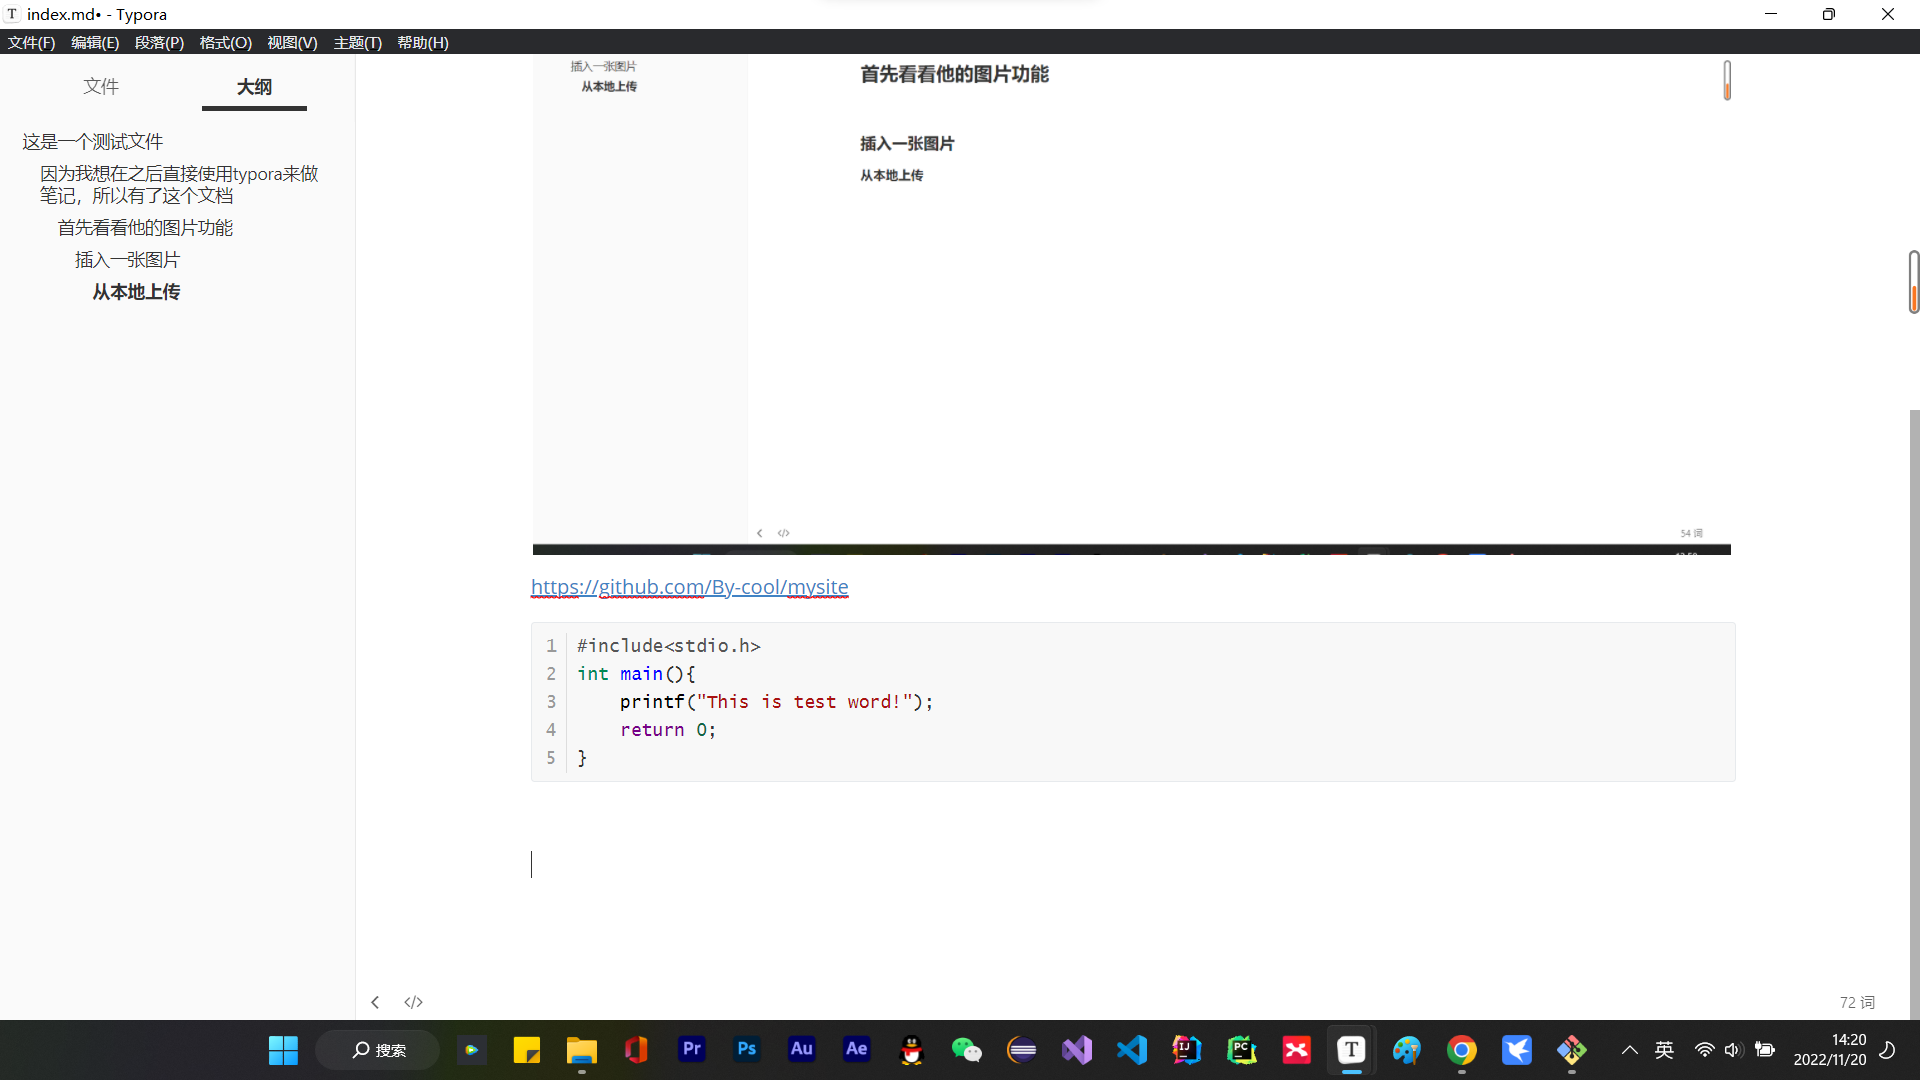 index.md• - Typora
文件(F) 编辑(E) 段落(P) 格式(O) 视图(V) 主题(T) 帮助(H)
文件 大纲
这是一个测试文件
因为我想在之后直接使用typora来做
笔记，所以有了这个文档
首先看看他的图片功能
插入一张图片
从本地上传
插入一张图片
从本地上传
首先看看他的图片功能
插入一张图片
从本地上传
54 词
https://github.com/By-cool/mysite
1 #include<stdio.h>
2 int main(){
3 printf("This is test word!");
4 return 0;
5 }
72 词
搜索
Pr
Ps
Au
Ae
IJ
PC
T
英
14:20
2022/11/20